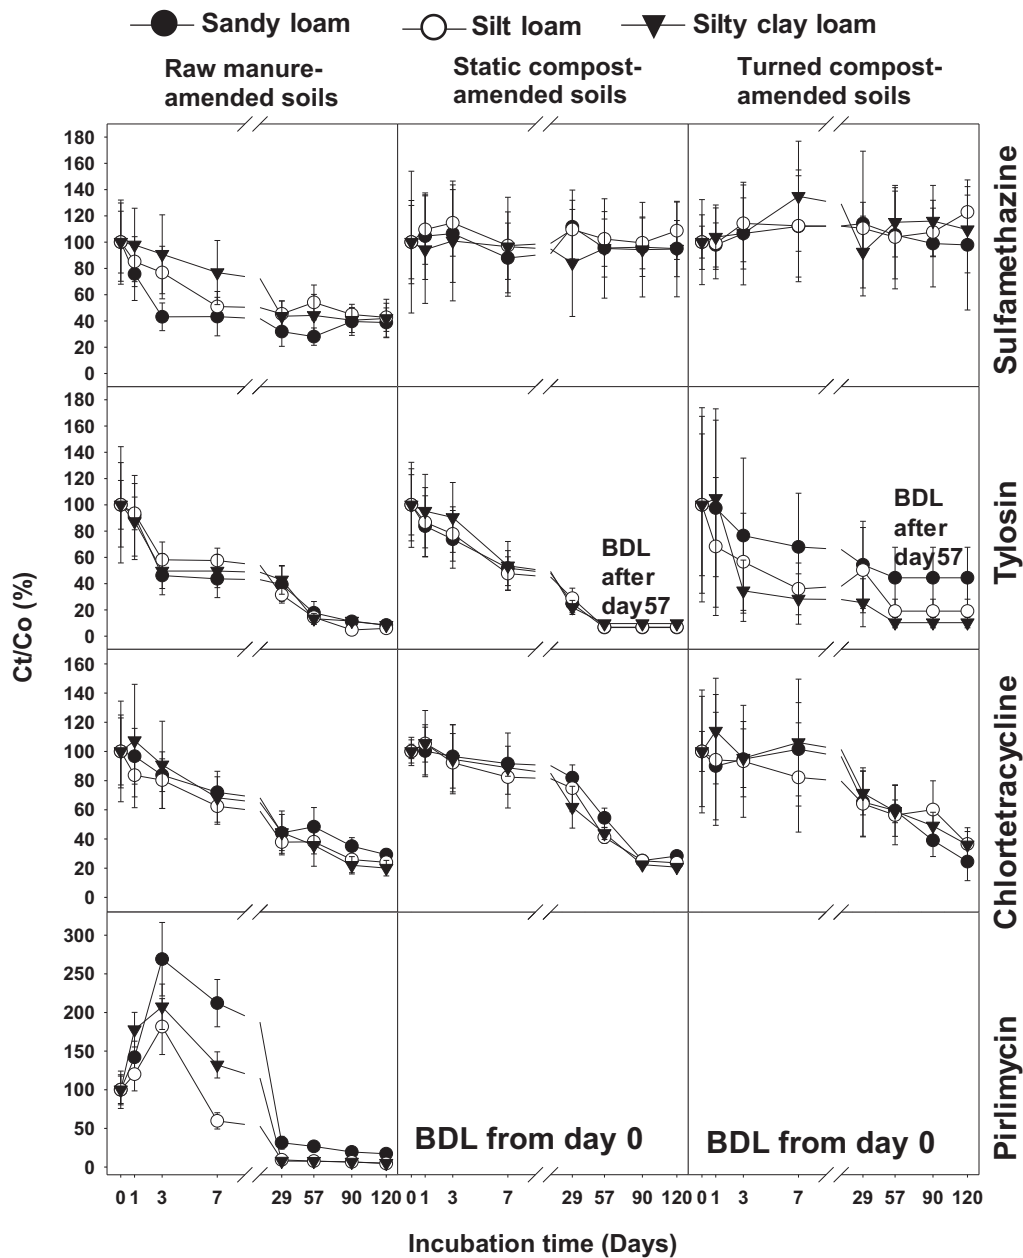 Sandy loam
Silt loam
Silty clay loam
Raw manure-
amended soils
Static compost-
amended soils
Turned compost-
amended soils
180
160
140
120
100
80
60
40
20
0
Sulfamethazine
180
160
140
120
100
80
60
40
20
0
BDL
after
day57
BDL
after
day57
Tylosin
Ct/Co (%)
160
140
120
100
80
60
40
20
0
Chlortetracycline
300
250
200
150
100
50
0
BDL from day 0
BDL from day 0
Pirlimycin
0 1 3 7 29 57 90 120
0 1 3 7 29 57 90 120
0 1 3 7 29 57 90 120
Incubation time (Days)